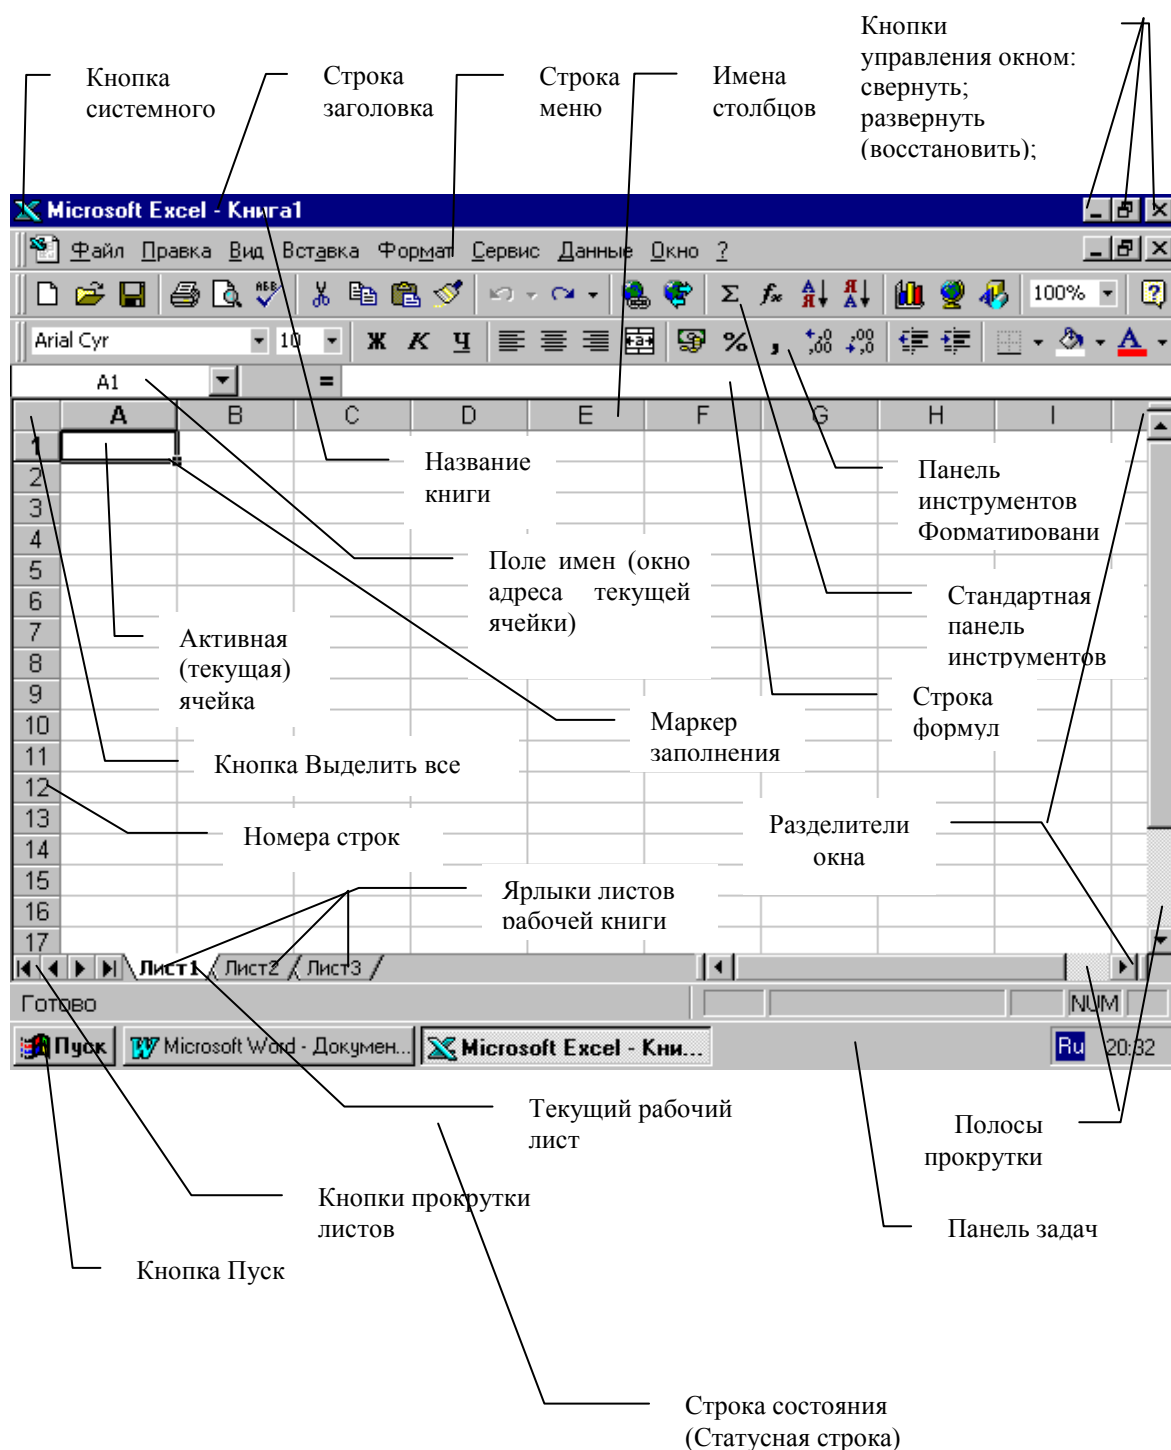 Кнопки
управления окном:
свернуть;
развернуть
(восстановить);
Кнопка
системного
Строка
заголовка
Строка
меню
Имена
столбцов
Microsoft Excel - Книга1
Файл Правка Вид Вставка Формат Сервис Данные Окно ?
100%
Arial Cyr 10 Ж К Ч % ,
A1 =
A B C D E F G H I
1
2
3
4
5
6
7
8
9
10
11
12
13
14
15
16
17
Название
книги
Панель
инструментов
Форматировани
Поле имен (окно
адреса текущей
ячейки)
Стандартная
панель
инструментов
Активная
(текущая)
ячейка
Строка
формул
Маркер
заполнения
Кнопка Выделить все
Номера строк
Разделители
окна
Ярлыки листов
рабочей книги
Лист1 Лист2 Лист3
Готово NUM
Пуск Microsoft Word - Докумен... Microsoft Excel - Кни... Ru 20:32
Текущий рабочий
лист
Полосы
прокрутки
Кнопки прокрутки
листов
Панель задач
Кнопка Пуск
Строка состояния
(Статусная строка)